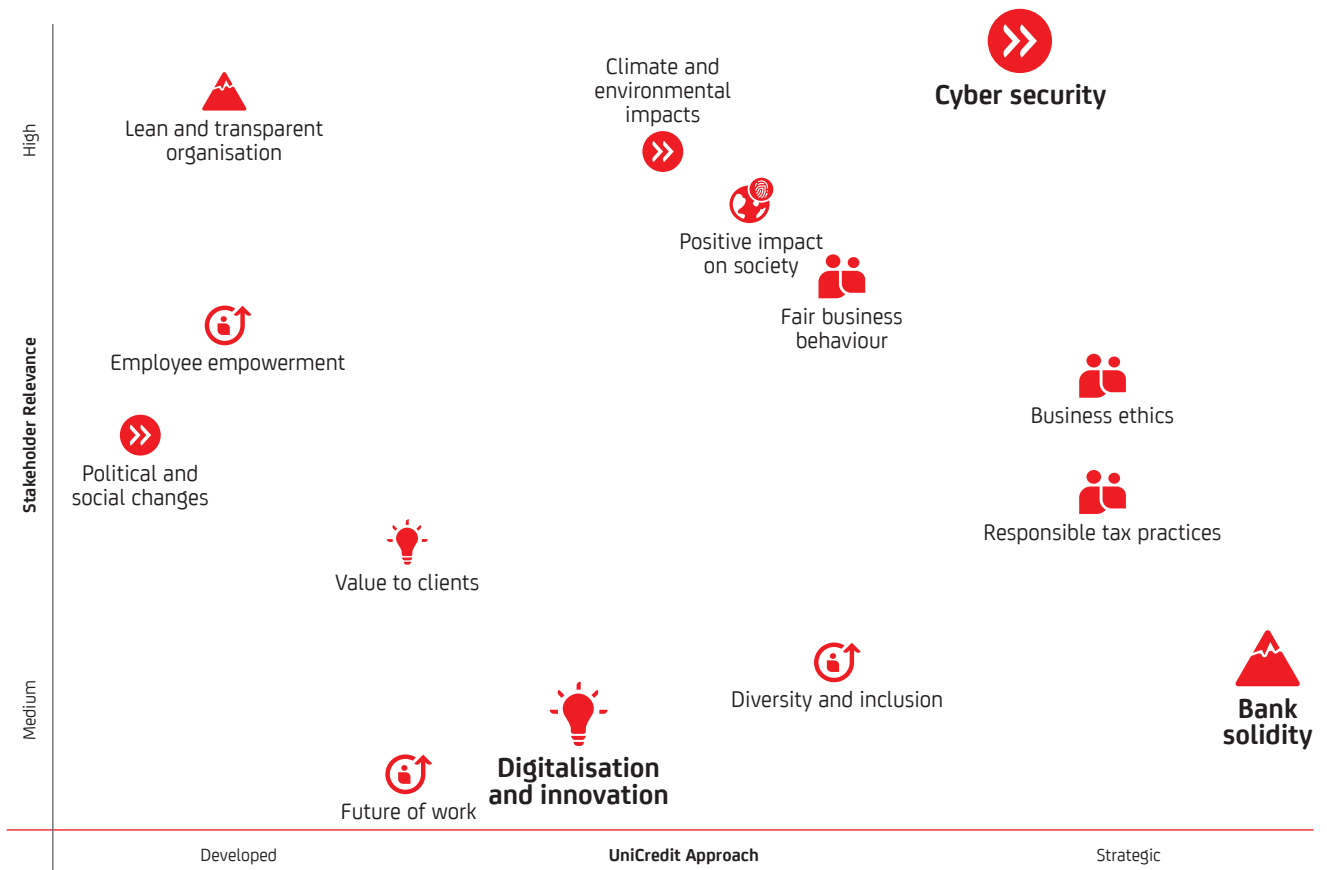 Climate and
environmental
impacts
Cyber security
Lean and transparent
organisation
High
Positive impact
on society
Fair business
behaviour
Employee empowerment
Business ethics
Stakeholder Relevance
Political and
social changes
Responsible tax practices
Value to clients
Diversity and inclusion
Medium
Bank
solidity
Digitalisation
and innovation
Future of work
Developed
UniCredit Approach
Strategic